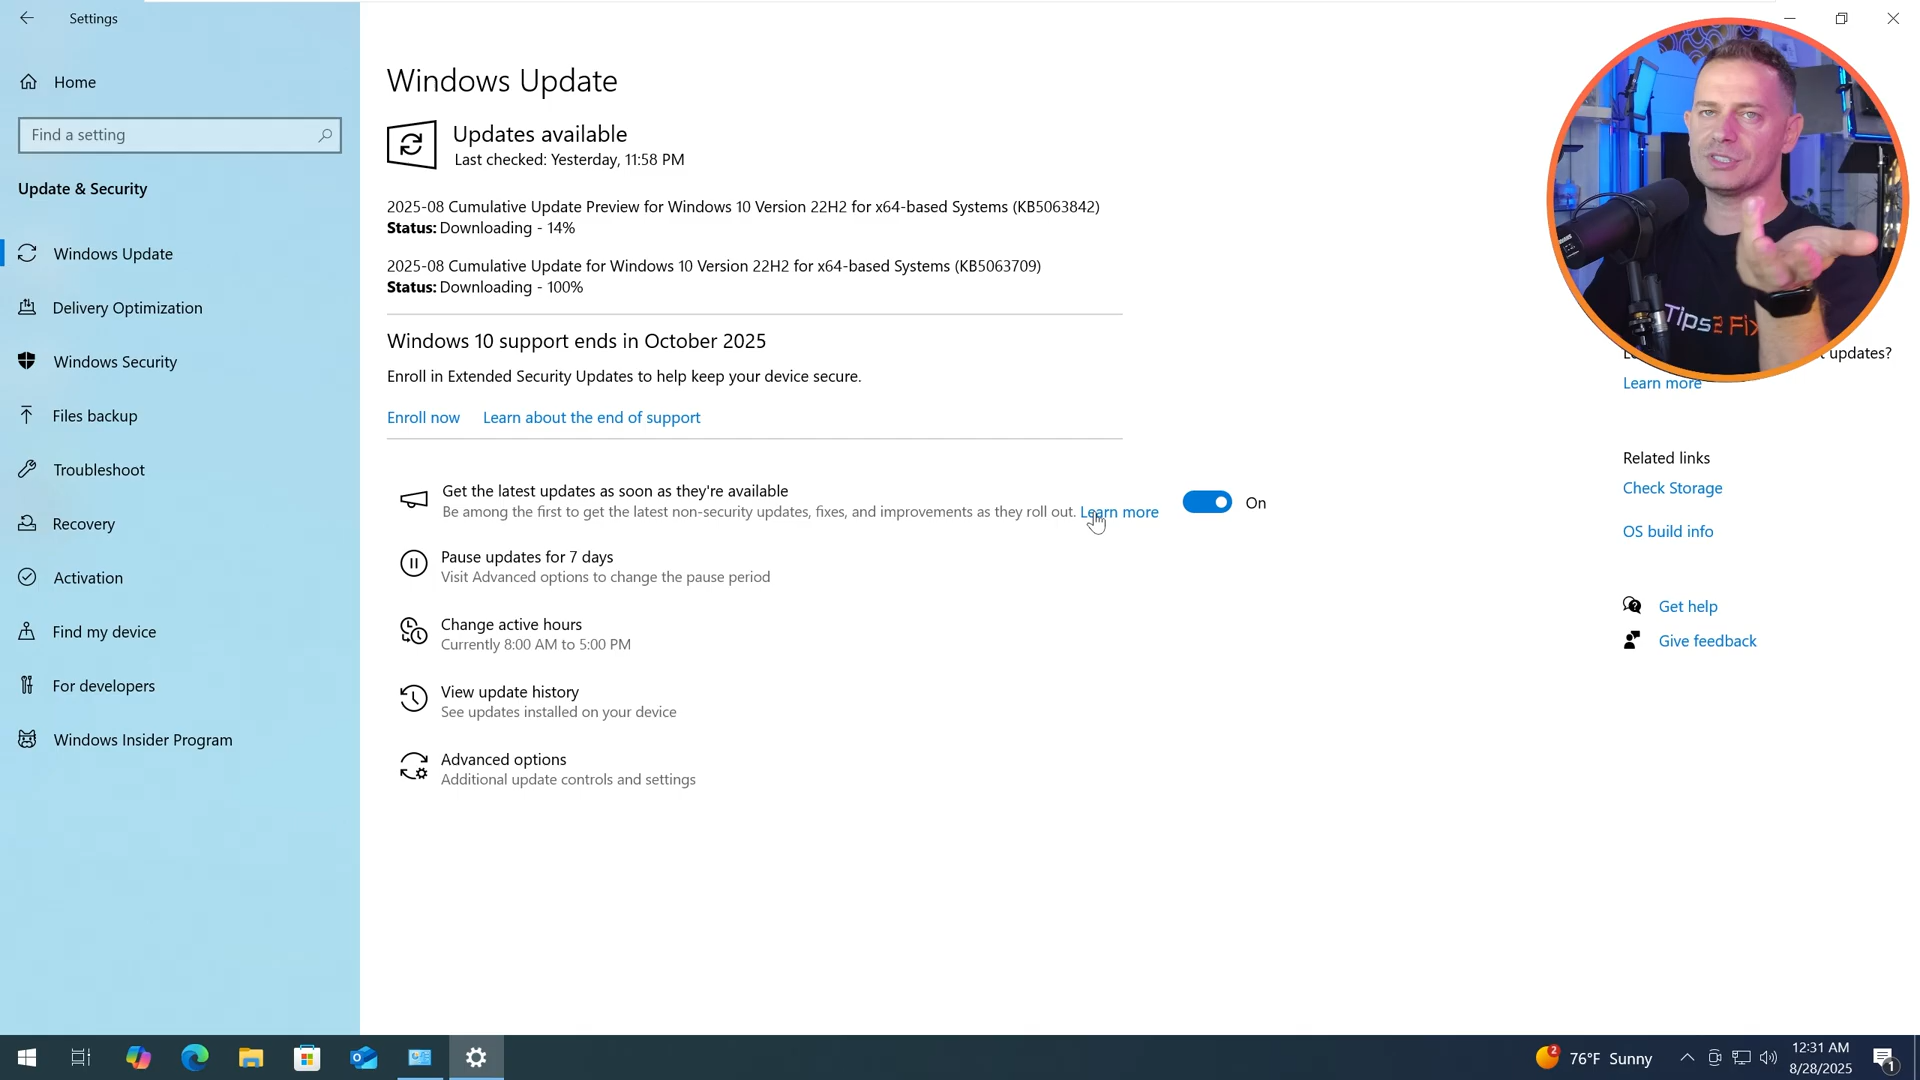 Settings
Home
Find a setting
Update & Security
Windows Update
Delivery Optimization
Windows Security
Files backup
Troubleshoot
Recovery
Activation
Find my device
For developers
Windows Insider Program
Windows Update
Updates available
Last checked: Yesterday, 11:58 PM
2025-08 Cumulative Update Preview for Windows 10 Version 22H2 for x64-based Systems (KB5063842)
Status: Downloading - 14%
2025-08 Cumulative Update for Windows 10 Version 22H2 for x64-based Systems (KB5063709)
Status: Downloading - 100%
Windows 10 support ends in October 2025
Enroll in Extended Security Updates to help keep your device secure.
Enroll now Learn about the end of support
Get the latest updates as soon as they're available
Be among the first to get the latest non-security updates, fixes, and improvements as they roll out. Learn more
On
Pause updates for 7 days
Visit Advanced options to change the pause period
Change active hours
Currently 8:00 AM to 5:00 PM
View update history
See updates installed on your device
Advanced options
Additional update controls and settings
Tips2 Fix
updates?
Learn more
Related links
Check Storage
OS build info
Get help
Give feedback
2
76°F Sunny
12:31 AM
8/28/2025
1